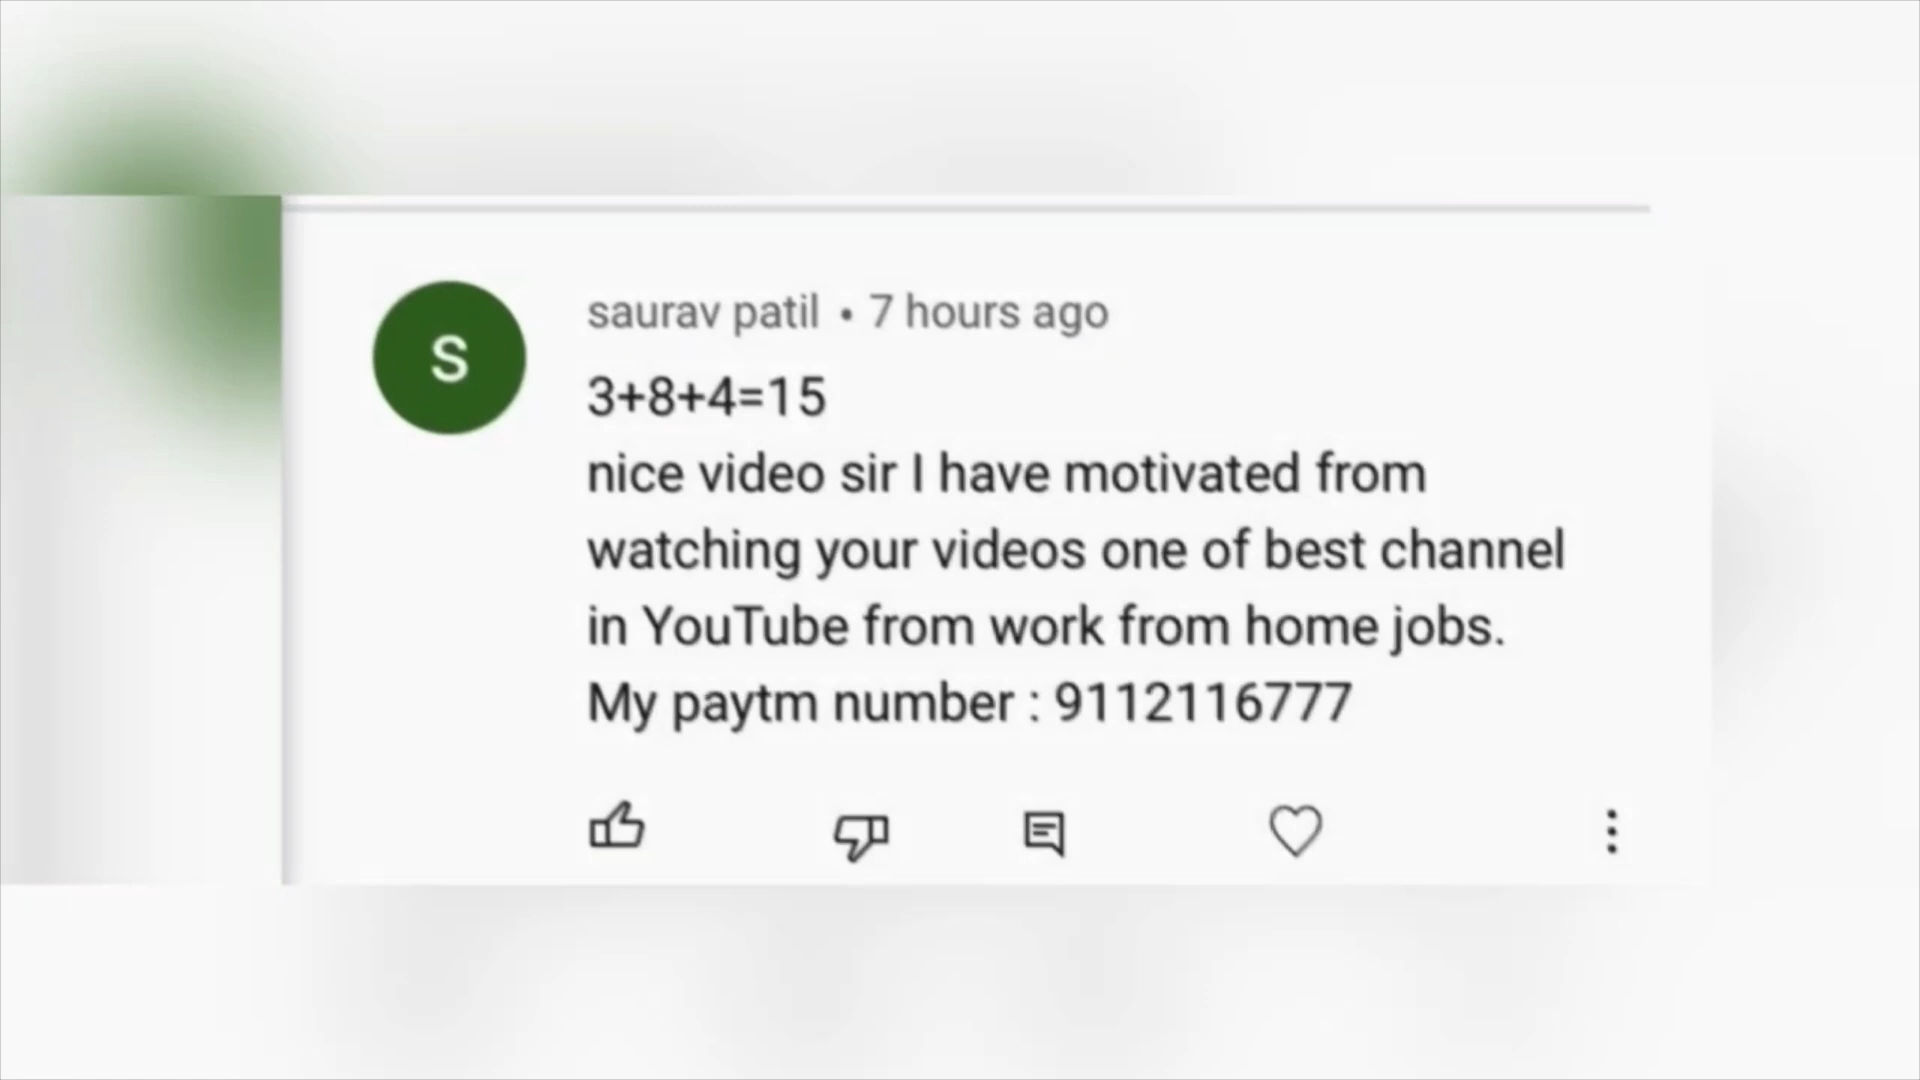 S
saurav patil • 7 hours ago
3+8+4=15
nice video sir I have motivated from
watching your videos one of best channel
in YouTube from work from home jobs.
My paytm number : 9112116777